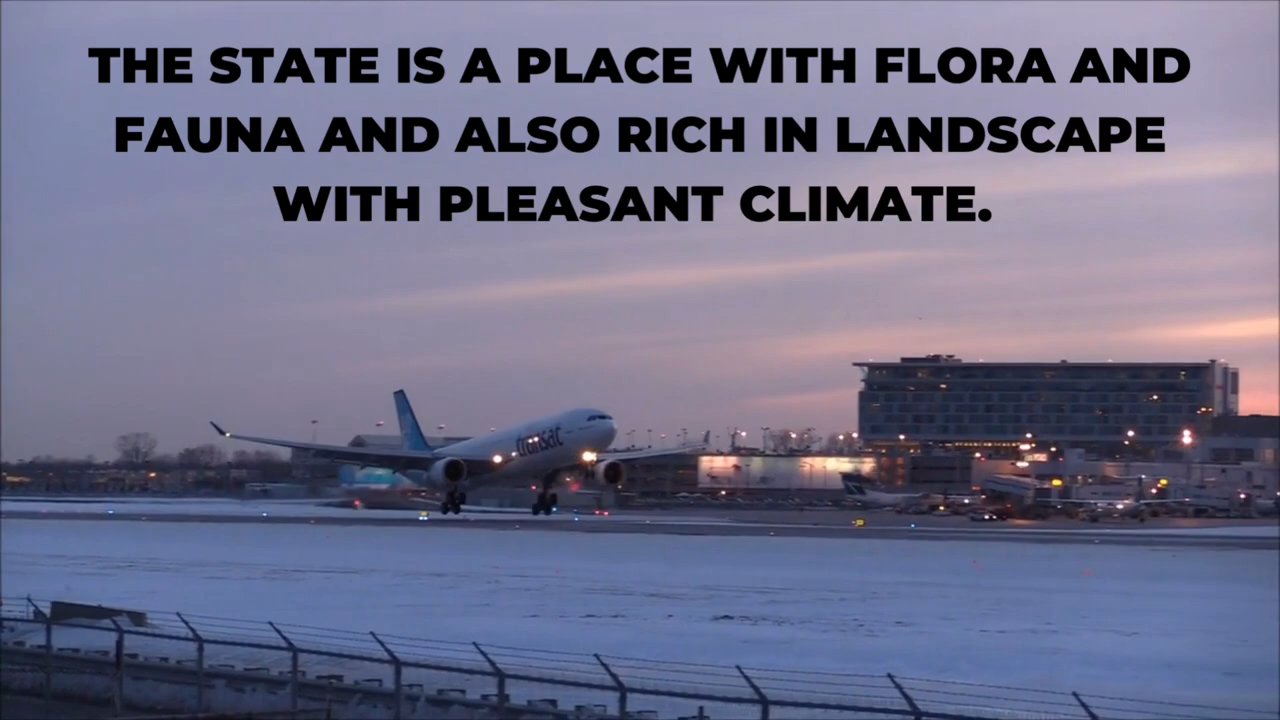 THE STATE IS A PLACE WITH FLORA AND
FAUNA AND ALSO RICH IN LANDSCAPE
WITH PLEASANT CLIMATE.
transat